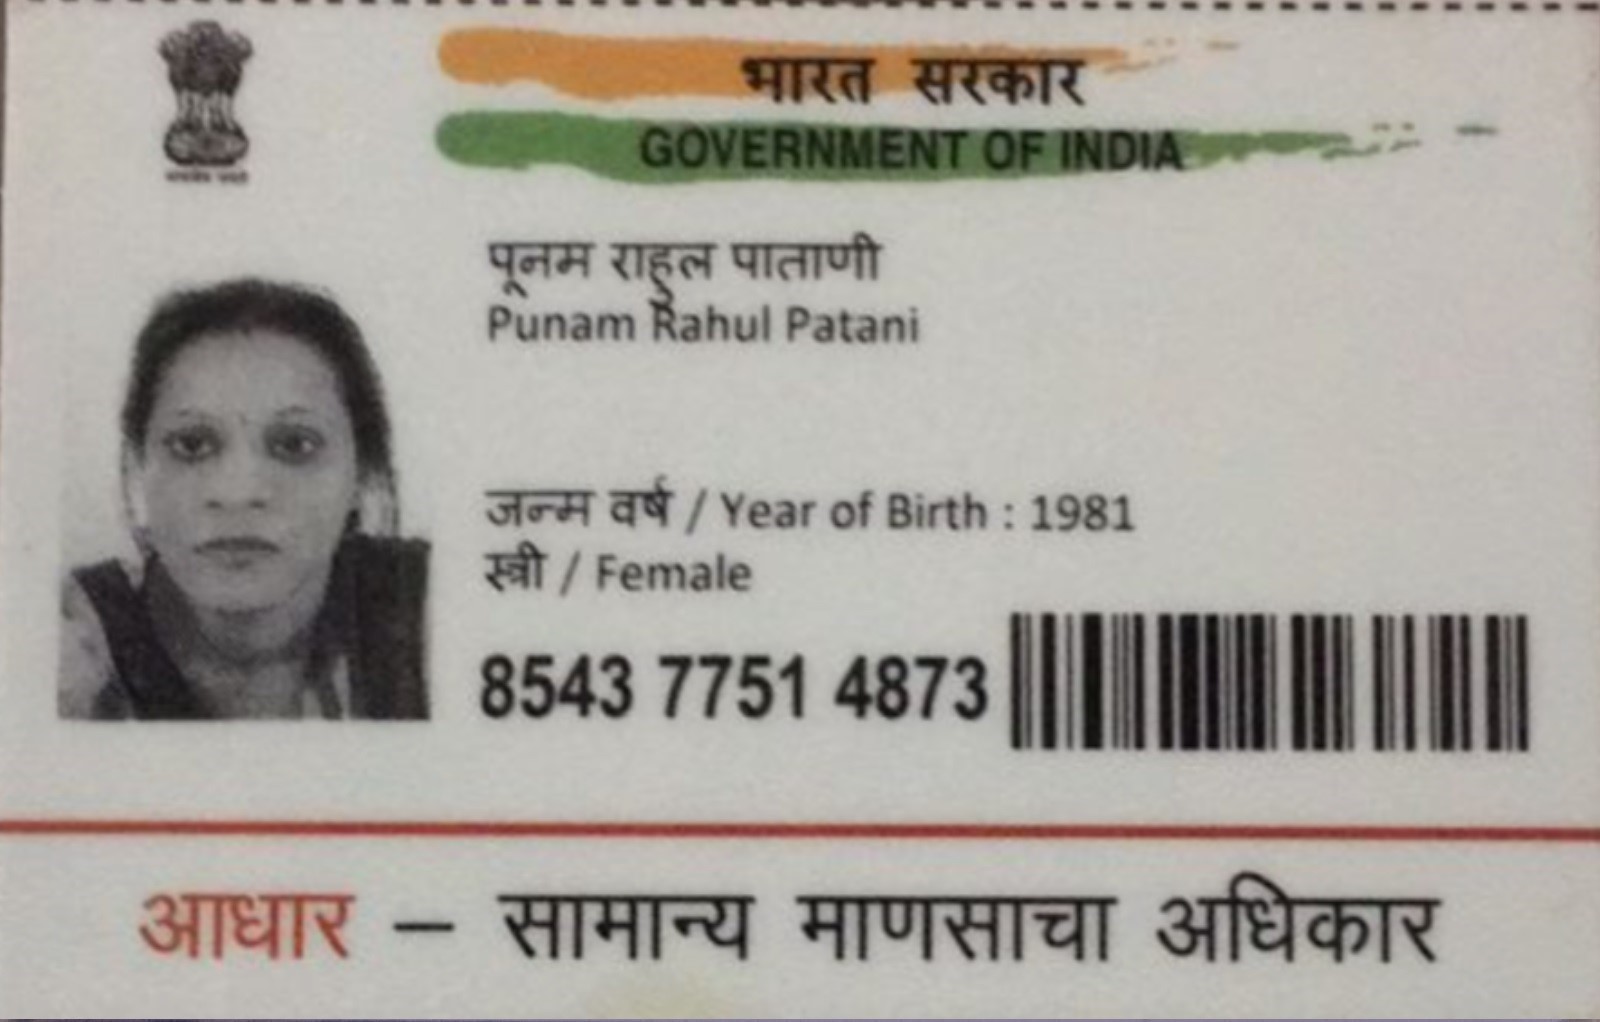 भारत सरकार
GOVERNMENT OF INDIA
पूनम राहुल पाताणी
Punam Rahul Patani
जन्म वर्ष / Year of Birth : 1981
स्त्री / Female
8543 7751 4873
आधार – सामान्य माणसाचा अधिकार